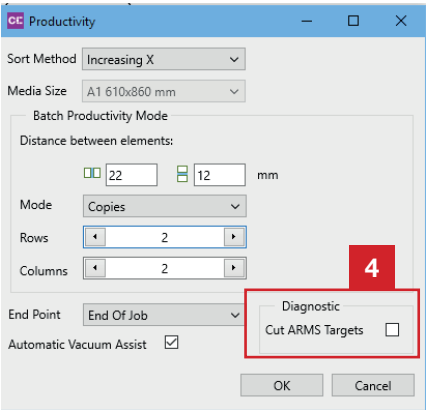 CE Productivity
Sort Method Increasing X
Media Size A1 610x860 mm
Batch Productivity Mode
Distance between elements:
22 12 mm
Mode Copies
Rows 2
Columns 2
4
End Point End Of Job
Diagnostic
Cut ARMS Targets
Automatic Vacuum Assist
OK Cancel